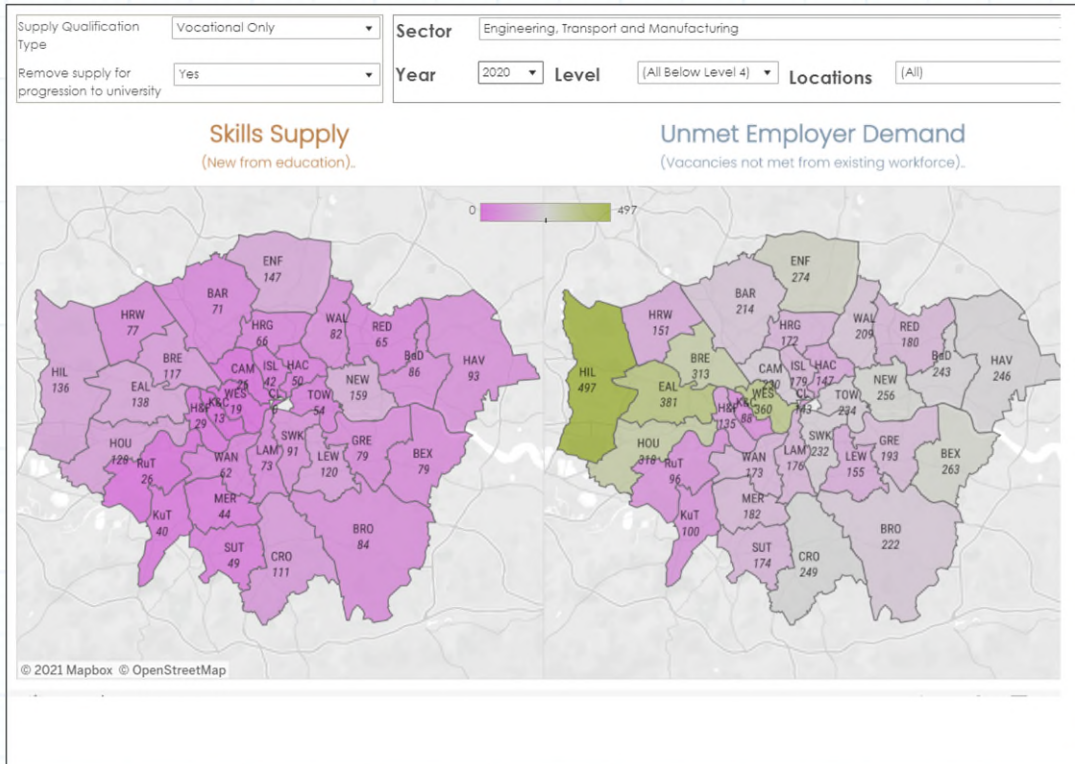 Supply Qualification Type
Vocational Only
Remove supply for progression to university
Yes
Sector
Engineering, Transport and Manufacturing
Year
2020
Level
(All Below Level 4)
Locations
(All)
Skills Supply
(New from education)..
Unmet Employer Demand
(Vacancies not met from existing workforce)..
0
497
ENF
147
BAR
71
HRW
77
HRG
66
WAL
82
RED
65
BaD
86
HAV
93
HIL
136
BRE
117
EAL
138
CAM
26
ISL
42
HAC
50
NEW
159
WES
19
K&C
13
H&F
29
TOW
54
HOU
128
RuT
26
WAN
62
LAM
73
SWK
91
LEW
120
GRE
79
BEX
79
KuT
40
MER
44
SUT
49
CRO
111
BRO
84
ENF
274
BAR
214
HRW
151
HRG
172
WAL
209
RED
180
BaD
243
HAV
246
HIL
497
BRE
313
EAL
381
CAM
ISL
179
HAC
147
NEW
256
WES
360
K&C
88
H&F
135
CL
143
TOW
234
HOU
318
RuT
96
WAN
173
LAM
176
SWK
232
LEW
155
GRE
193
BEX
263
KuT
100
MER
182
SUT
174
CRO
249
BRO
222
© 2021 Mapbox © OpenStreetMap